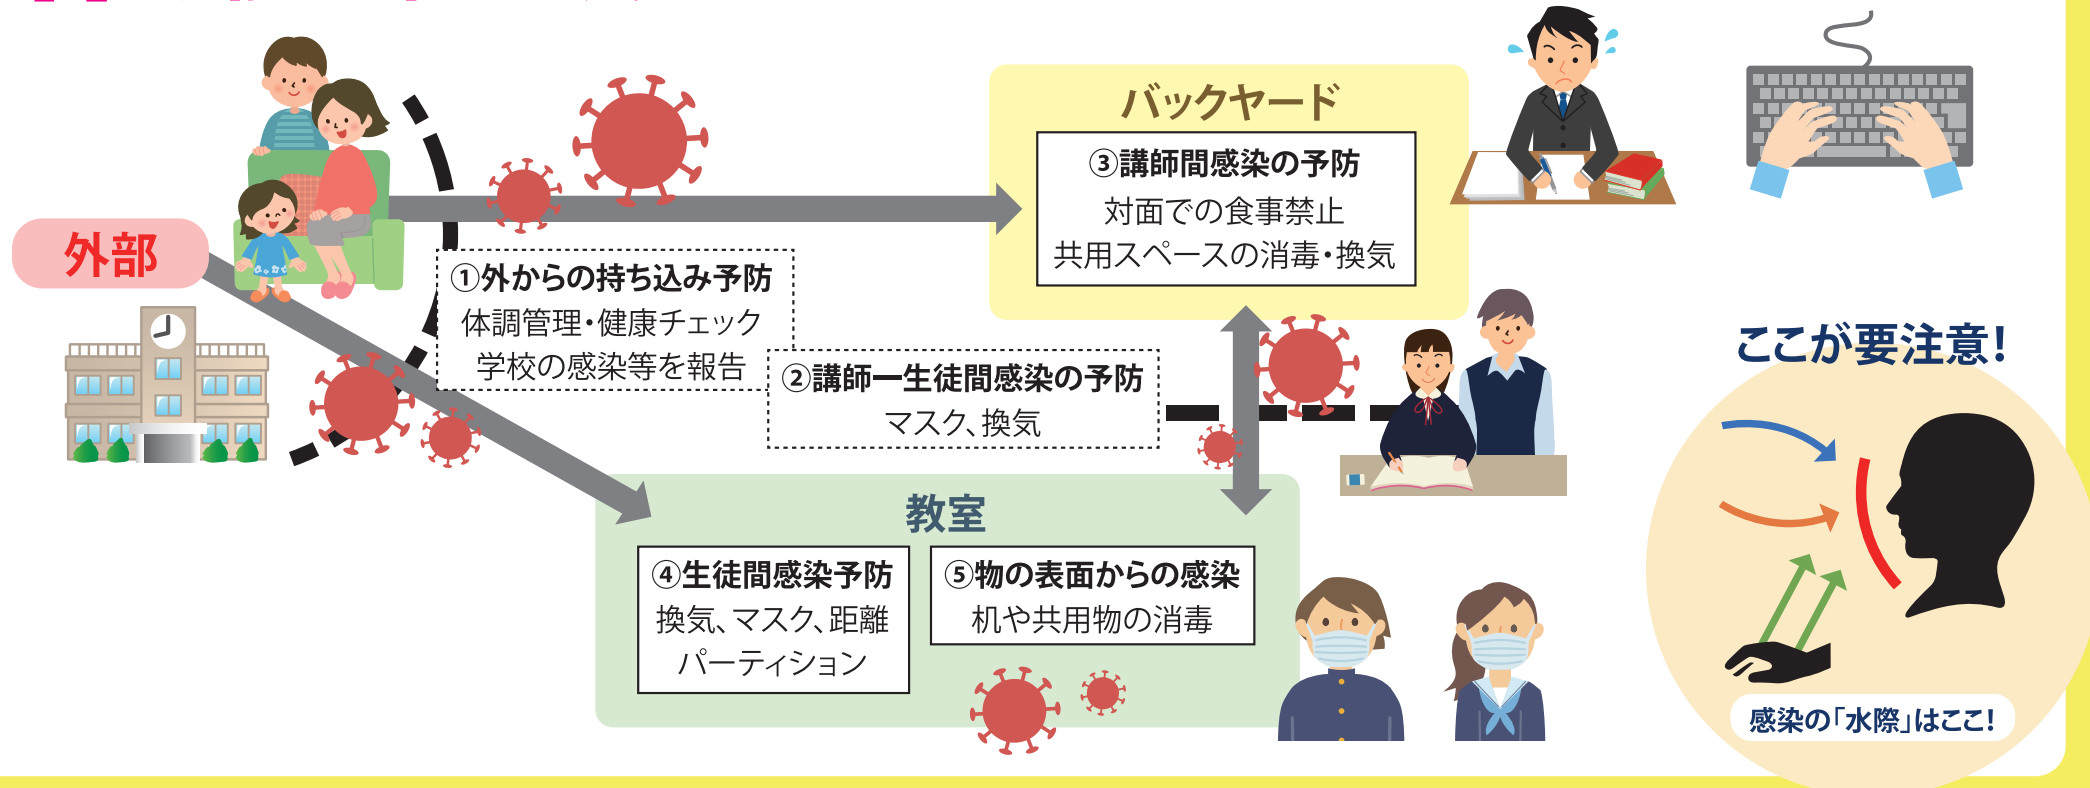 外部
①外からの持ち込み予防
体調管理・健康チェック
学校の感染等を報告
②講師ー生徒間感染の予防
マスク、換気
バックヤード
③講師間感染の予防
対面での食事禁止
共用スペースの消毒・換気
教室
④生徒間感染予防
換気、マスク、距離
パーティション
⑤物の表面からの感染
机や共用物の消毒
ここが要注意!
感染の「水際」はここ!